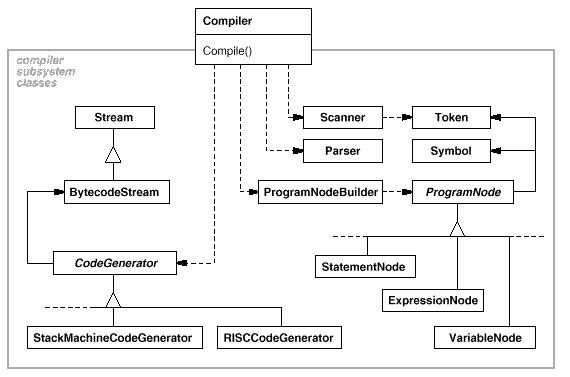 Compiler
Compile()
compiler
subsystem
classes
Stream
Scanner
Token
Parser
Symbol
BytecodeStream
ProgramNodeBuilder
ProgramNode
CodeGenerator
StatementNode
ExpressionNode
StackMachineCodeGenerator
RISCCodeGenerator
VariableNode